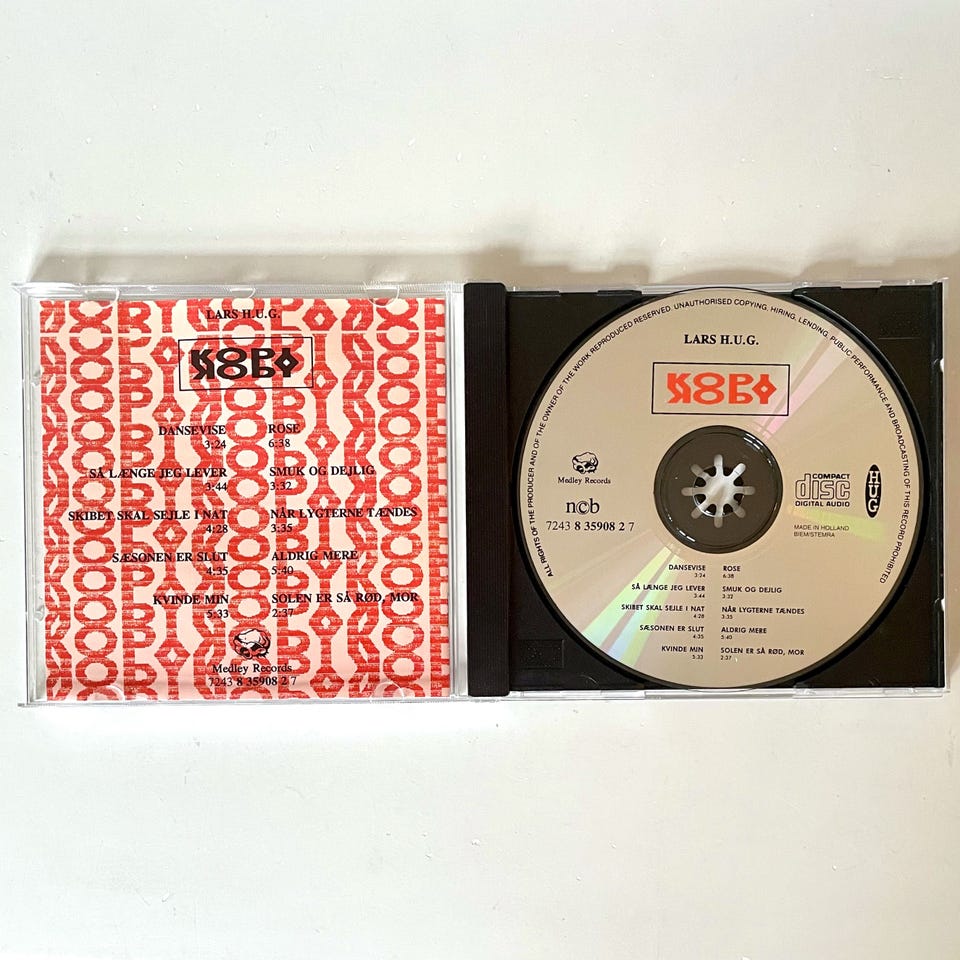 LARS H.U.G.
KOPI
DANSEVISE ROSE
3:24 6:38
SÅ LÆNGE JEG LEVER SMUK OG DEJLIG
3:44 3:32
SKIBET SKAL SEJLE I NAT NÅR LYGTERNE TÆNDES
4:28 3:35
SÆSONEN ER SLUT ALDRIG MERE
4:35 5:40
KVINDE MIN SOLEN ER SÅ RØD, MOR
5:33 2:37
Medley Records
7243 8 35908 2 7
ALL RIGHTS OF THE PRODUCER AND OF THE OWNER OF THE WORK REPRODUCED RESERVED. UNAUTHORISED COPYING, HIRING, LENDING, PUBLIC PERFORMANCE AND BROADCASTING OF THIS RECORD PROHIBITED
LARS H.U.G.
KOPI
Medley Records
ncb
7243 8 35908 2 7
COMPACT
disc
DIGITAL AUDIO
HUG
MADE IN HOLLAND
BIEM/STEMRA
DANSEVISE ROSE
3:24 6:38
SÅ LÆNGE JEG LEVER SMUK OG DEJLIG
3:44 3:32
SKIBET SKAL SEJLE I NAT NÅR LYGTERNE TÆNDES
4:28 3:35
SÆSONEN ER SLUT ALDRIG MERE
4:35 5:40
KVINDE MIN SOLEN ER SÅ RØD, MOR
5:33 2:37